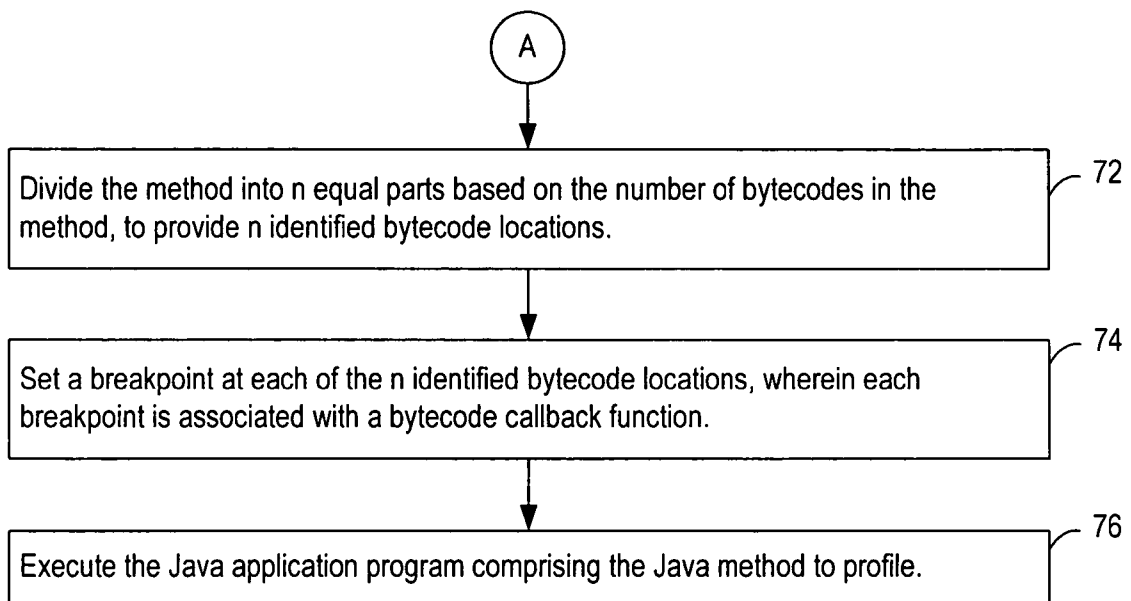 A
72
Divide the method into n equal parts based on the number of bytecodes in the
method, to provide n identified bytecode locations.
74
Set a breakpoint at each of the n identified bytecode locations, wherein each
breakpoint is associated with a bytecode callback function.
76
Execute the Java application program comprising the Java method to profile.